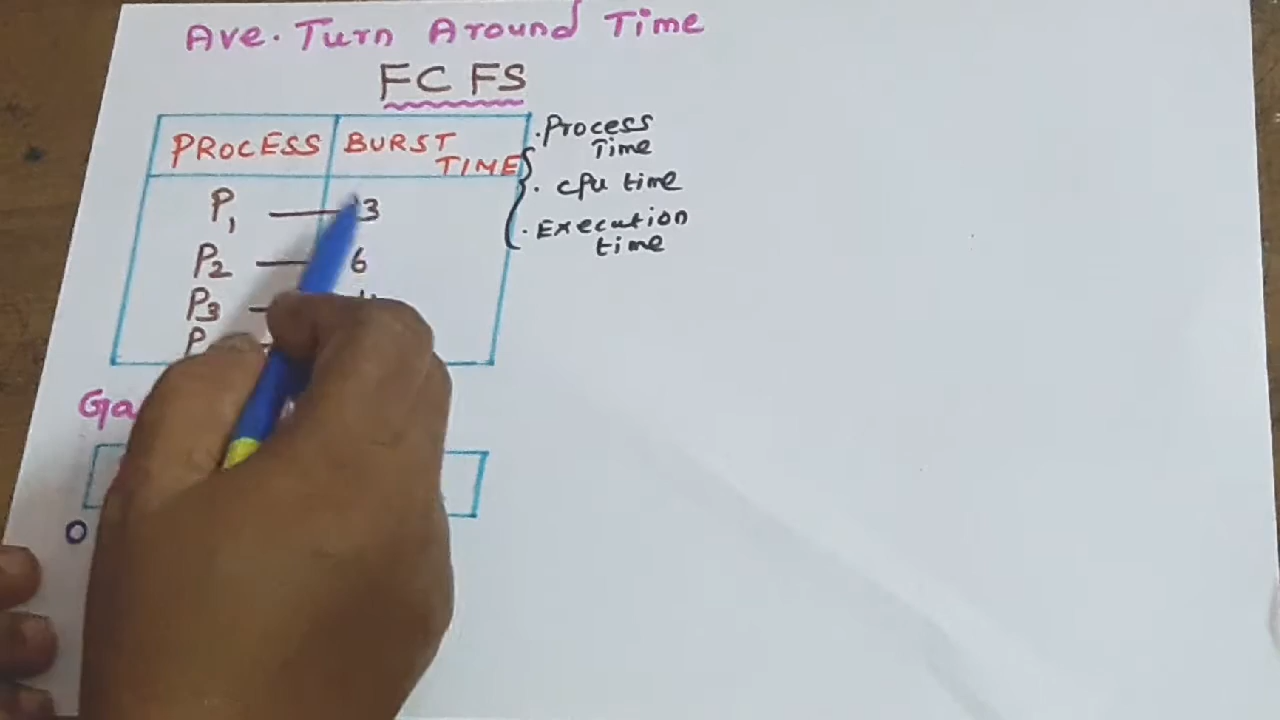 Ave. Turn Around Time
FCFS
PROCESS BURST TIME
· Process Time
· CPU time
· Execution time
P1 —
P2 — 6
P3 —
P
0